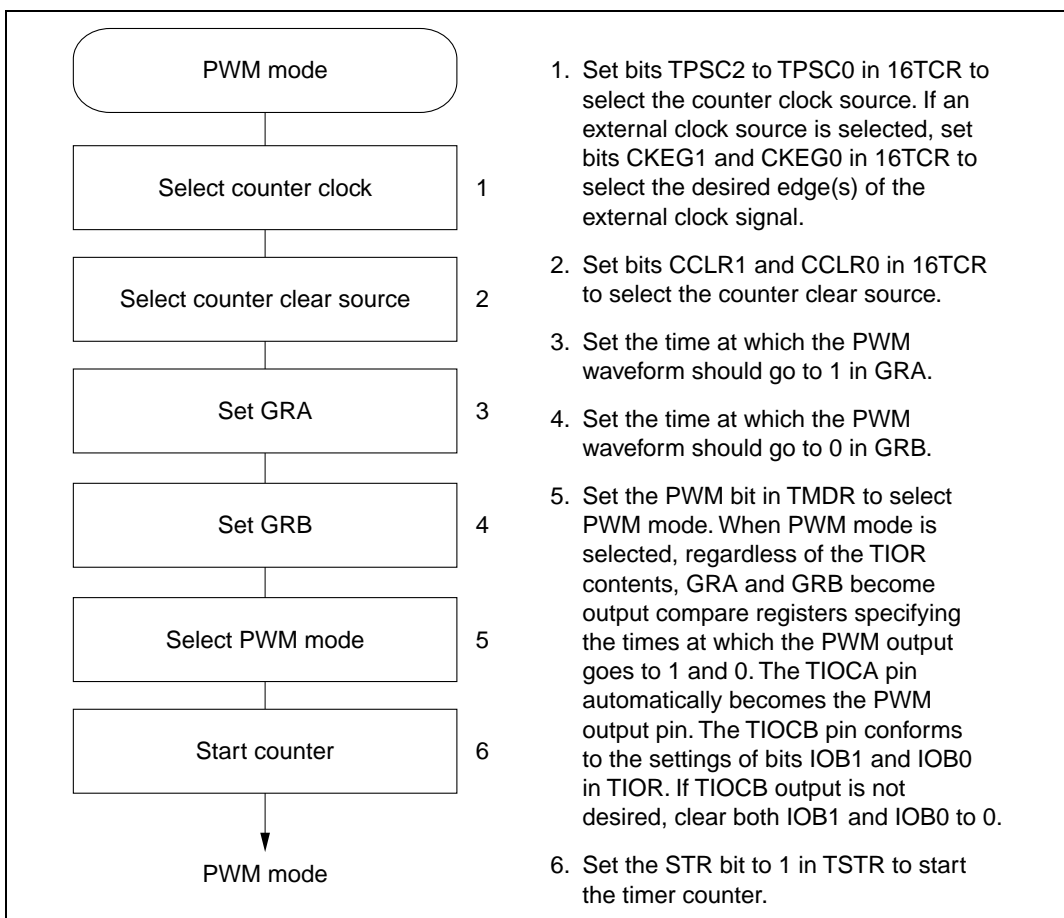 PWM mode
Select counter clock
1
Select counter clear source
2
Set GRA
3
Set GRB
4
Select PWM mode
5
Start counter
6
PWM mode
1. Set bits TPSC2 to TPSC0 in 16TCR to
select the counter clock source. If an
external clock source is selected, set
bits CKEG1 and CKEG0 in 16TCR to
select the desired edge(s) of the
external clock signal.
2. Set bits CCLR1 and CCLR0 in 16TCR
to select the counter clear source.
3. Set the time at which the PWM
waveform should go to 1 in GRA.
4. Set the time at which the PWM
waveform should go to 0 in GRB.
5. Set the PWM bit in TMDR to select
PWM mode. When PWM mode is
selected, regardless of the TIOR
contents, GRA and GRB become
output compare registers specifying
the times at which the PWM output
goes to 1 and 0. The TIOCA pin
automatically becomes the PWM
output pin. The TIOCB pin conforms
to the settings of bits IOB1 and IOB0
in TIOR. If TIOCB output is not
desired, clear both IOB1 and IOB0 to 0.
6. Set the STR bit to 1 in TSTR to start
the timer counter.